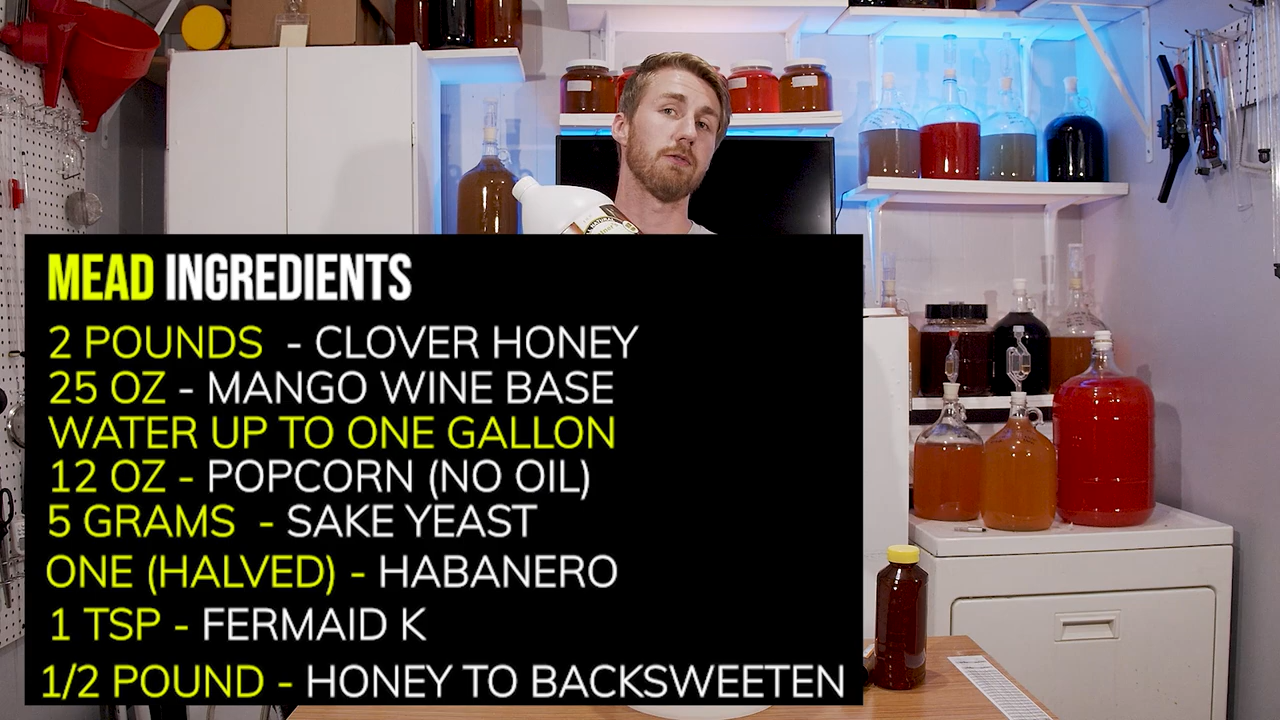 MEAD INGREDIENTS
2 POUNDS - CLOVER HONEY
25 OZ - MANGO WINE BASE
WATER UP TO ONE GALLON
12 OZ - POPCORN (NO OIL)
5 GRAMS - SAKE YEAST
ONE (HALVED) - HABANERO
1 TSP - FERMAID K
1/2 POUND - HONEY TO BACKSWEETEN